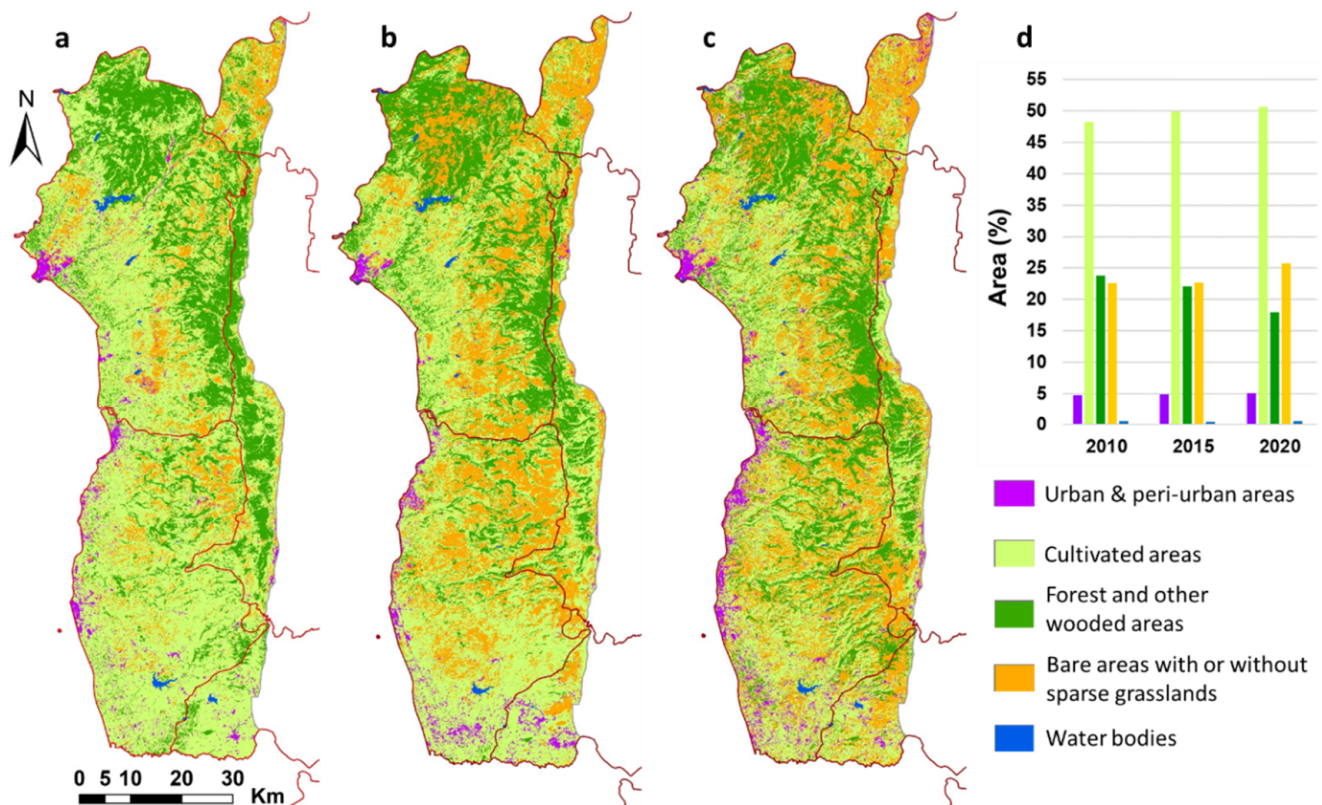 a
b
c
d
N
0 5 10 20 30
Km
Area (%)
55
50
45
40
35
30
25
20
15
10
5
0
2010 2015 2020
Urban & peri-urban areas
Cultivated areas
Forest and other
wooded areas
Bare areas with or without
sparse grasslands
Water bodies